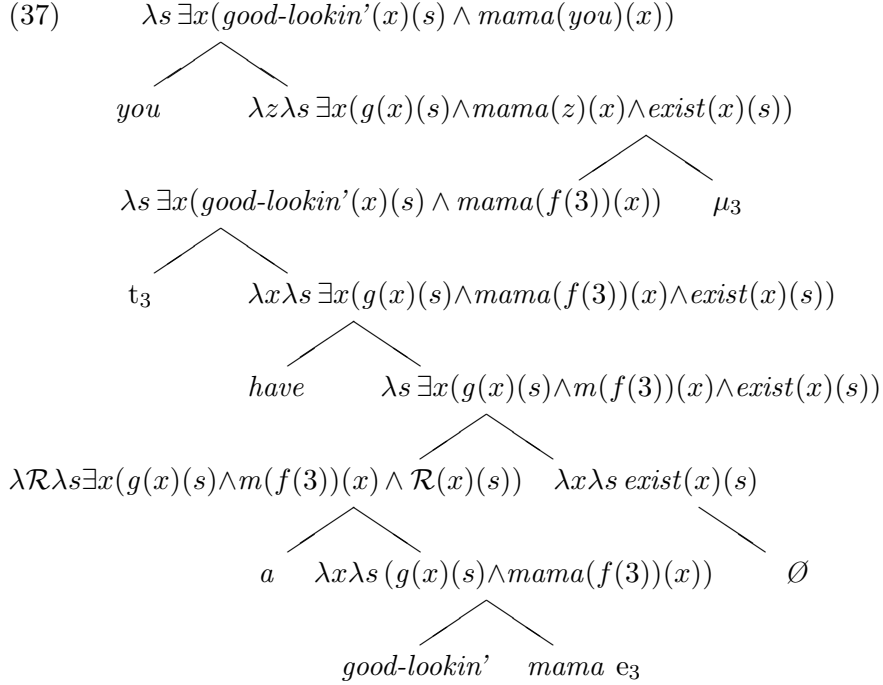 (37) λs ∃x(good-lookin'(x)(s) ∧ mama(you)(x))
you λzλs ∃x(g(x)(s)∧mama(z)(x)∧exist(x)(s))
λs ∃x(good-lookin'(x)(s) ∧ mama(f(3))(x)) μ₃
t₃ λxλs ∃x(g(x)(s)∧mama(f(3))(x)∧exist(x)(s))
have λs ∃x(g(x)(s)∧m(f(3))(x)∧exist(x)(s))
λℛλs∃x(g(x)(s)∧m(f(3))(x) ∧ ℛ(x)(s)) λxλs exist(x)(s)
a λxλs (g(x)(s)∧mama(f(3))(x)) Ø
good-lookin' mama e₃